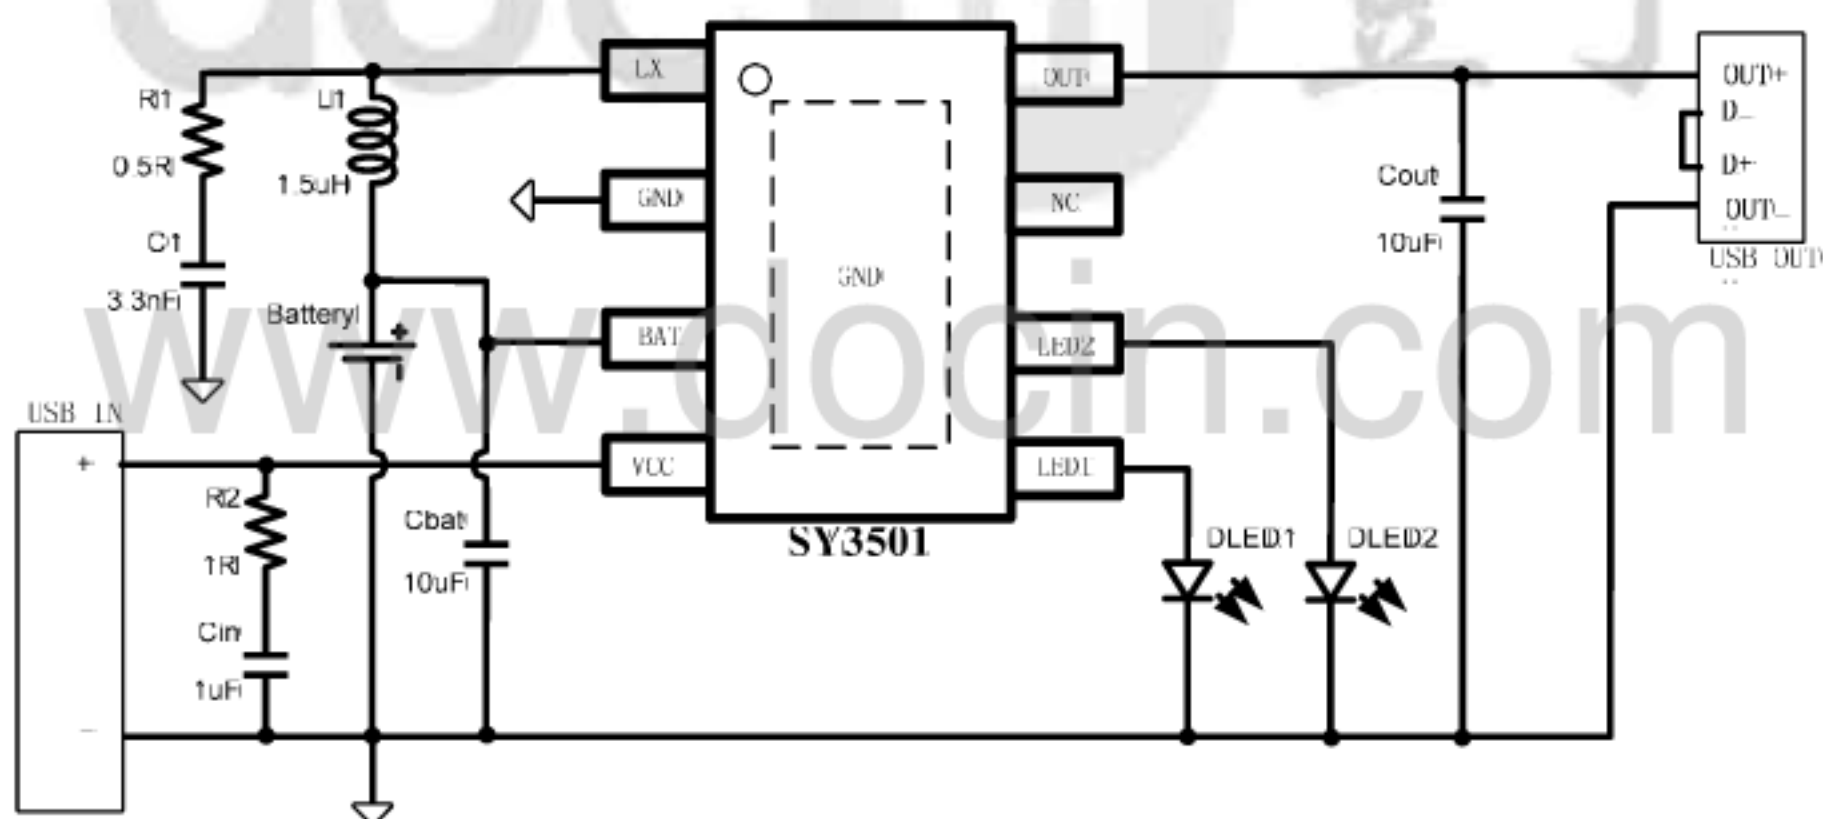 LX
OUT
OUT+
D-
D+
OUT-
USB OUT
R1
0.5R
L1
1.5uH
GND
NC
Cout
10uF
C1
3.3nF
GND
Battery
+
-
BAT
LED2
www.docin.com
USB IN
+
-
VCC
LED1
SY3501
R2
1R
Cbat
10uF
DLED1
DLED2
Cin
1uF